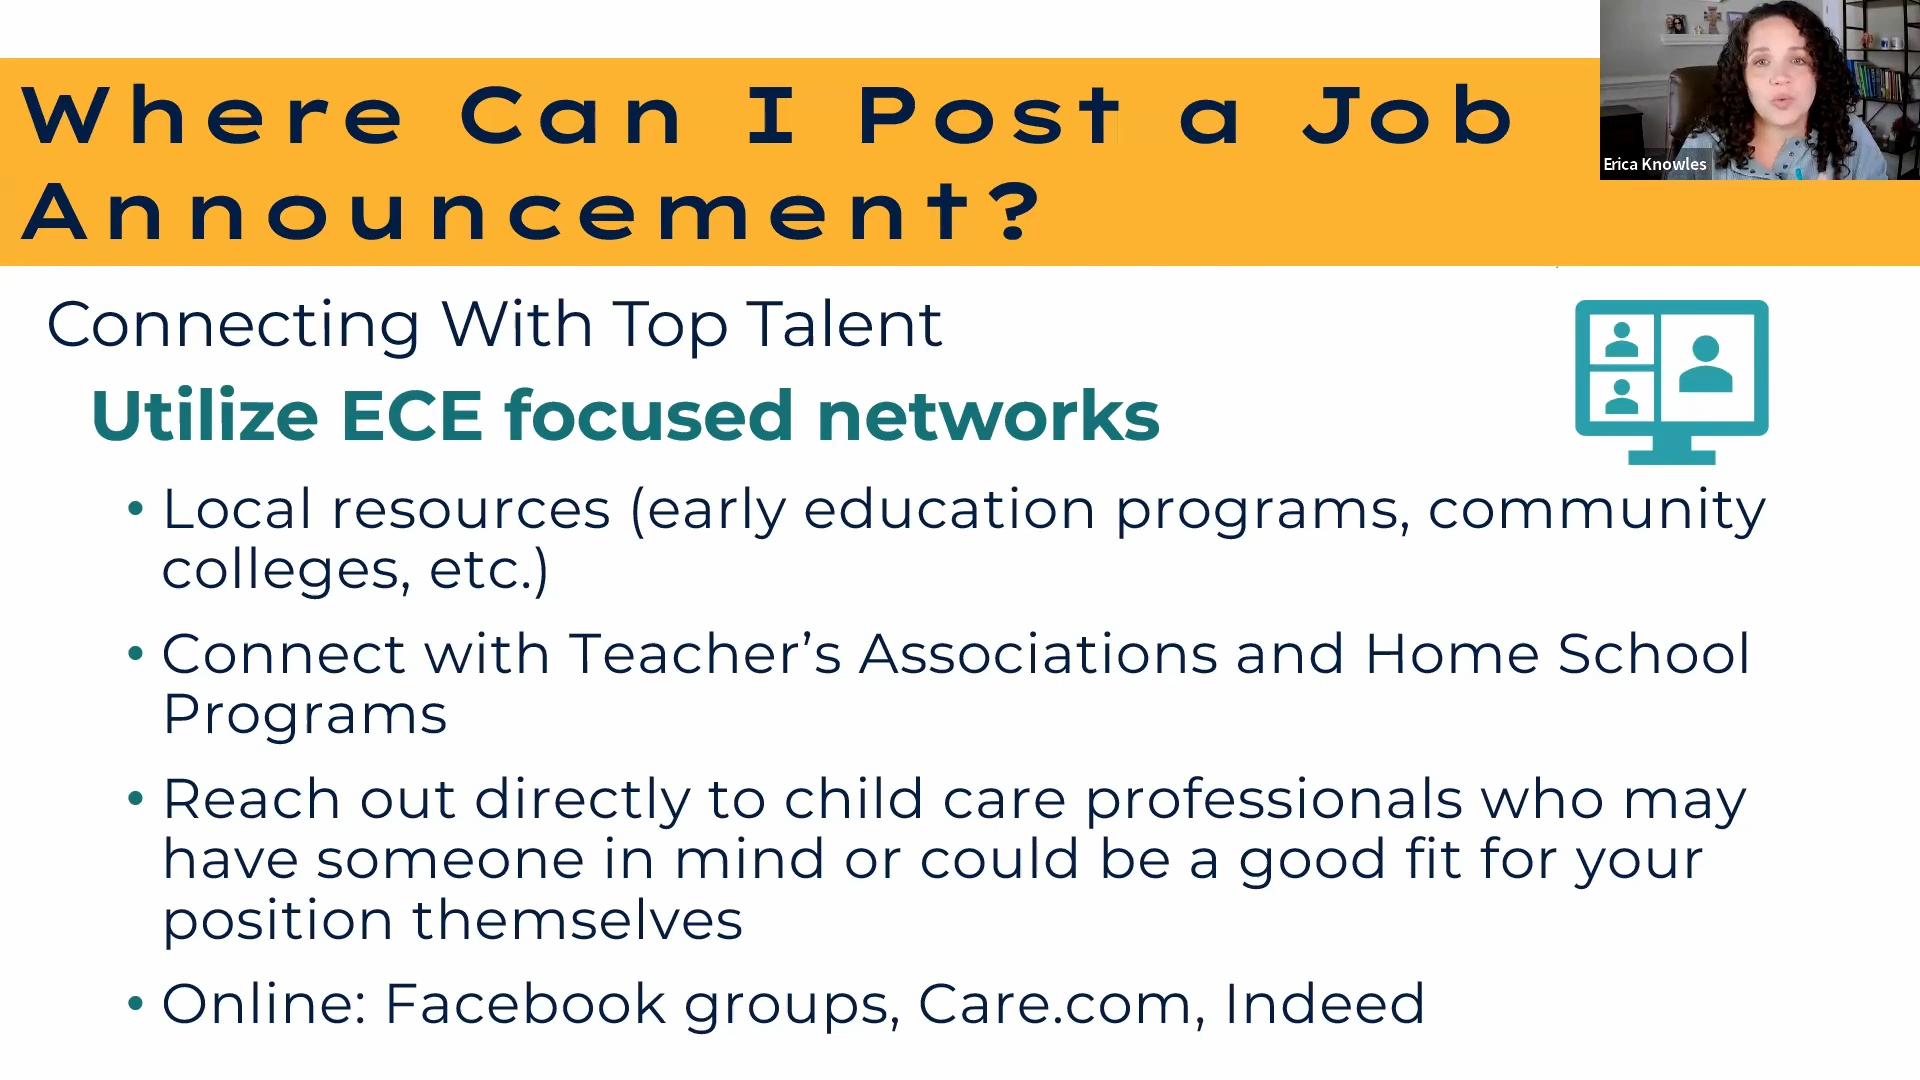 Where Can I Post a Job
Announcement?
Erica Knowles
Connecting With Top Talent
Utilize ECE focused networks
• Local resources (early education programs, community
colleges, etc.)
• Connect with Teacher’s Associations and Home School
Programs
• Reach out directly to child care professionals who may
have someone in mind or could be a good fit for your
position themselves
• Online: Facebook groups, Care.com, Indeed